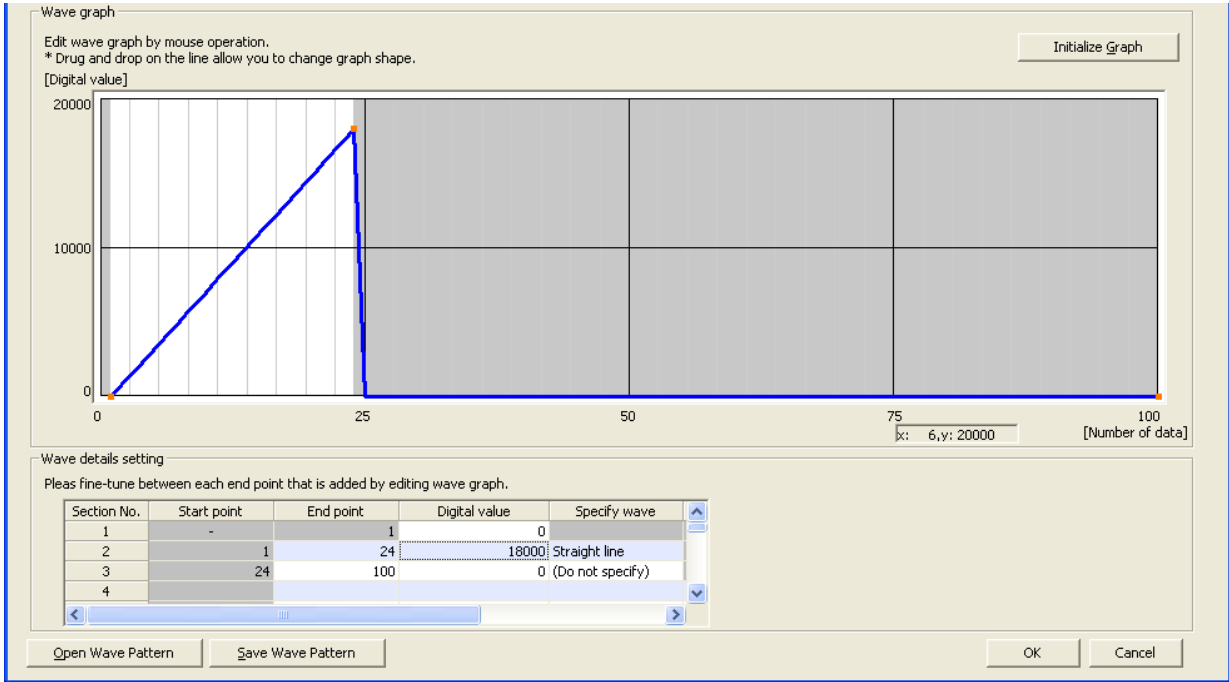 Wave graph
Edit wave graph by mouse operation.
* Drug and drop on the line allow you to change graph shape.
Initialize Graph
[Digital value]
20000
10000
0
0 25 50 75 100
x: 6,y: 20000 [Number of data]
Wave details setting
Pleas fine-tune between each end point that is added by editing wave graph.
Section No. Start point End point Digital value Specify wave
1 - 1 0
2 1 24 18000 Straight line
3 24 100 0 (Do not specify)
4
Open Wave Pattern Save Wave Pattern OK Cancel